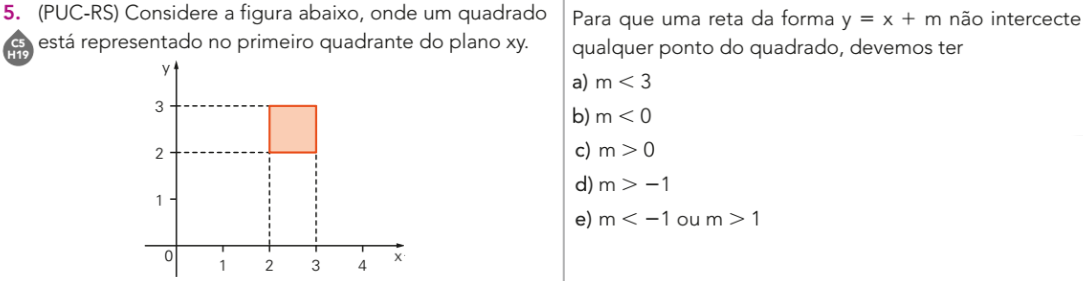 5. (PUC-RS) Considere a figura abaixo, onde um quadrado
C5
H19
está representado no primeiro quadrante do plano xy.
y
3
2
1
0
1
2
3
4
x
Para que uma reta da forma y = x + m não intercecte
qualquer ponto do quadrado, devemos ter
a) m < 3
b) m < 0
c) m > 0
d) m > −1
e) m < −1 ou m > 1